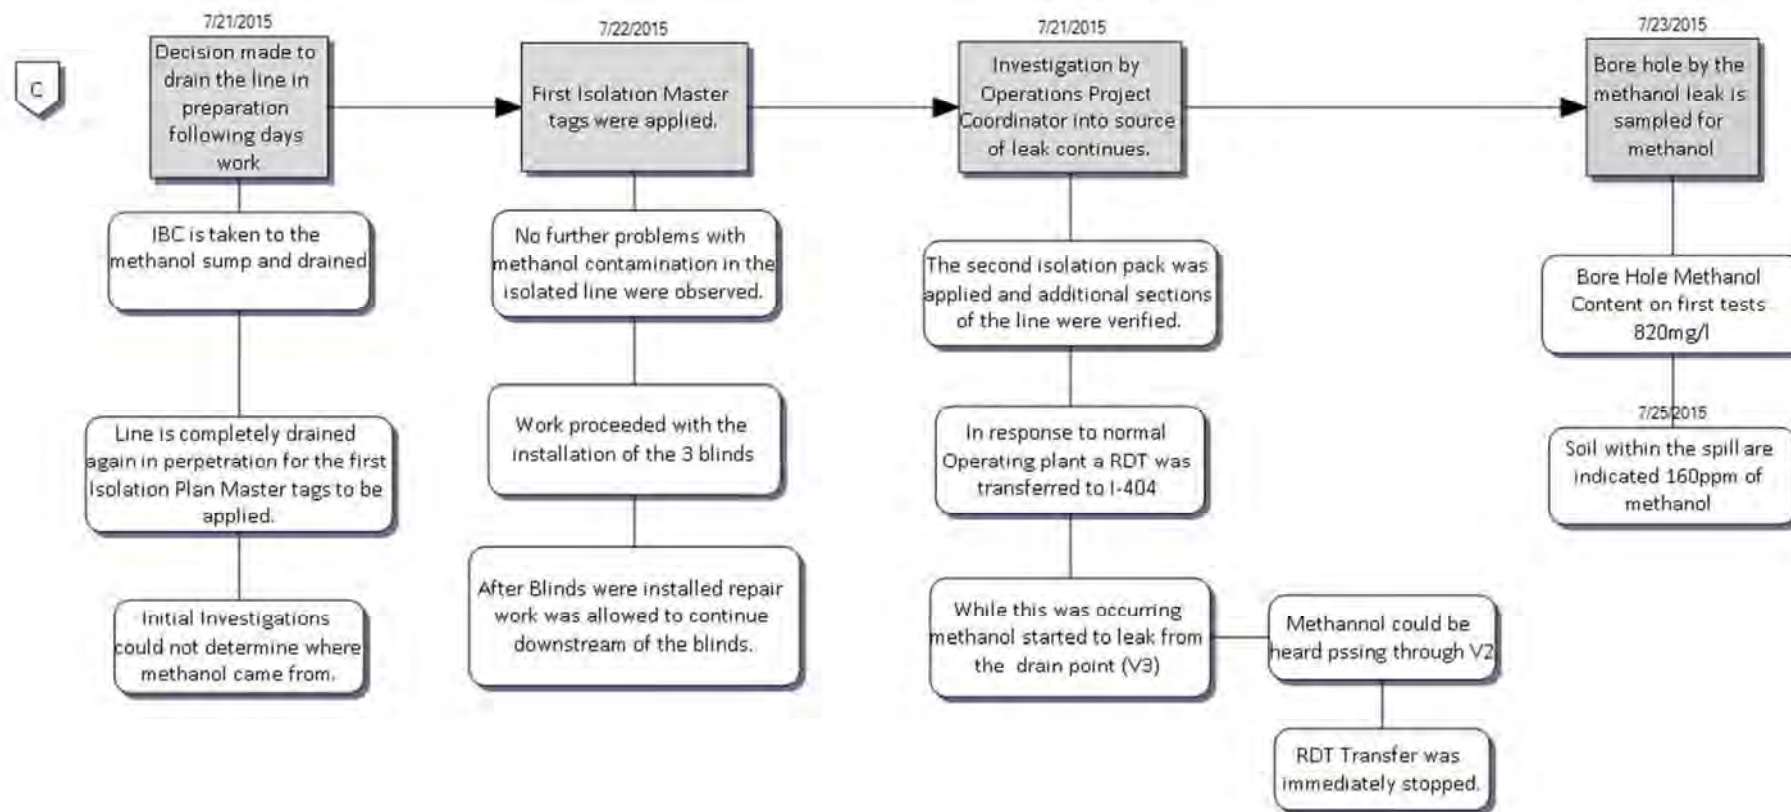 C
7/21/2015
Decision made to
drain the line in
preparation
following days
work
IBC is taken to the
methanol sump and drained
Line is completely drained
again in perpetration for the first
Isolation Plan Master tags to be
applied.
Initial Investigations
could not determine where
methanol came from.
7/22/2015
First Isolation Master
tags were applied.
No further problems with
methanol contamination in the
isolated line were observed.
Work proceeded with the
installation of the 3 blinds
After Blinds were installed repair
work was allowed to continue
downstream of the blinds.
7/21/2015
Investigation by
Operations Project
Coordinator into source
of leak continues.
The second isolation pack was
applied and additional sections
of the line were verified.
In response to normal
Operating plant a RDT was
transferred to I-404
While this was occurring
methanol started to leak from
the drain point (V3)
Methannol could be
heard pssing through V2
RDT Transfer was
immediately stopped.
7/23/2015
Bore hole by the
methanol leak is
sampled for
methanol
Bore Hole Methanol
Content on first tests
820mg/l
7/25/2015
Soil within the spill are
indicated 160ppm of
methanol